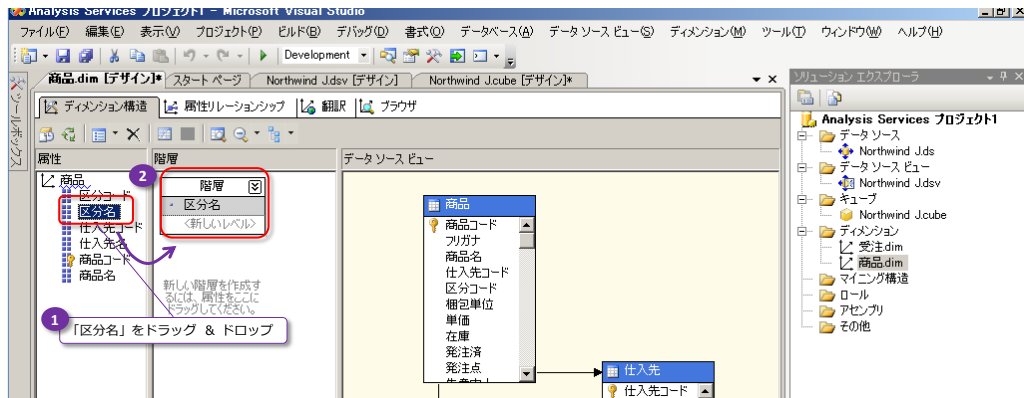 Analysis Services プロジェクト1 - Microsoft Visual Studio
ファイル(F) 編集(E) 表示(V) プロジェクト(P) ビルド(B) デバッグ(D) 書式(O) データベース(A) データ ソース ビュー(S) ディメンション(M) ツール(T) ウィンドウ(W) ヘルプ(H)
Development
商品.dim [デザイン]* スタート ページ Northwind J.dsv [デザイン] Northwind J.cube [デザイン]*
ツールボックス
ディメンション構造 属性リレーションシップ 翻訳 ブラウザ
属性
商品
区分コード
区分名
仕入先コード
仕入先名
商品コード
商品名
階層
2
階層
区分名
<新しいレベル>
新しい階層を作成す
るには、属性をここに
ドラッグしてください。
1
「区分名」をドラッグ & ドロップ
データ ソース ビュー
商品
商品コード
フリガナ
商品名
仕入先コード
区分コード
梱包単位
単価
在庫
発注済
発注点
仕入先
仕入先コード
ソリューション エクスプローラ
Analysis Services プロジェクト1
データ ソース
Northwind J.ds
データ ソース ビュー
Northwind J.dsv
キューブ
Northwind J.cube
ディメンション
受注.dim
商品.dim
マイニング構造
ロール
アセンブリ
その他